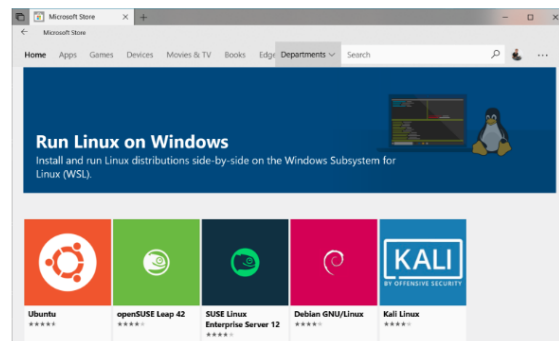 Microsoft Store
Microsoft Store
Home Apps Games Devices Movies & TV Books Edge Departments Search
Run Linux on Windows
Install and run Linux distributions side-by-side on the Windows Subsystem for
Linux (WSL).
KALI
BY OFFENSIVE SECURITY
Ubuntu
openSUSE Leap 42
SUSE Linux
Enterprise Server 12
Debian GNU/Linux
Kali Linux